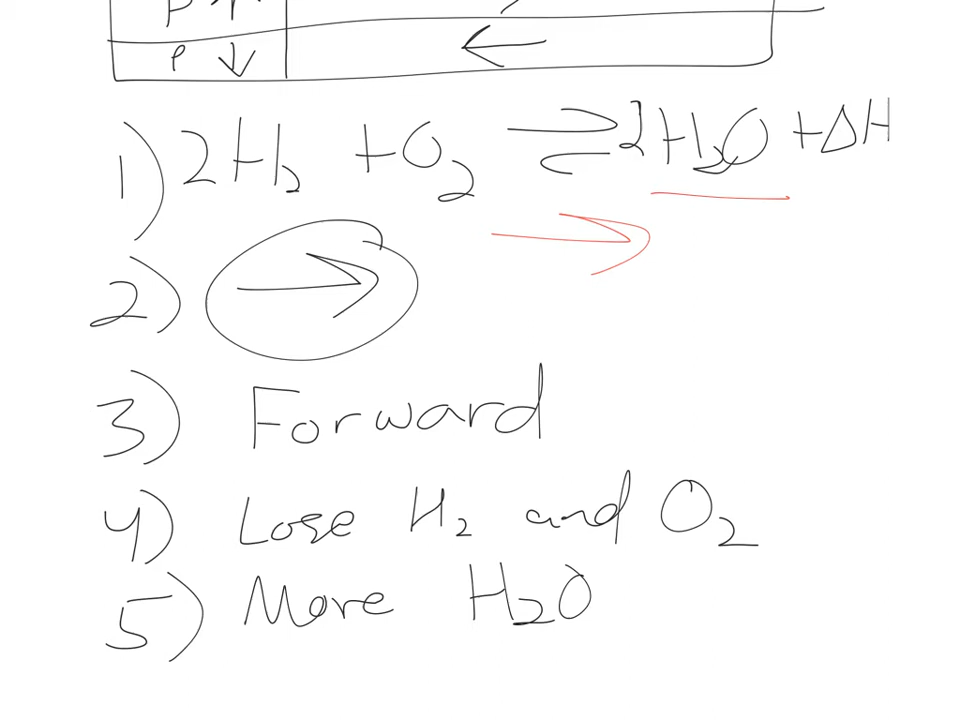 P ↑
P ↓ ←
1) 2H₂ + O₂ ⇌ 2H₂O + ΔH
→
2) →
3) Forward
4) Lose H₂ and O₂
5) More H₂O